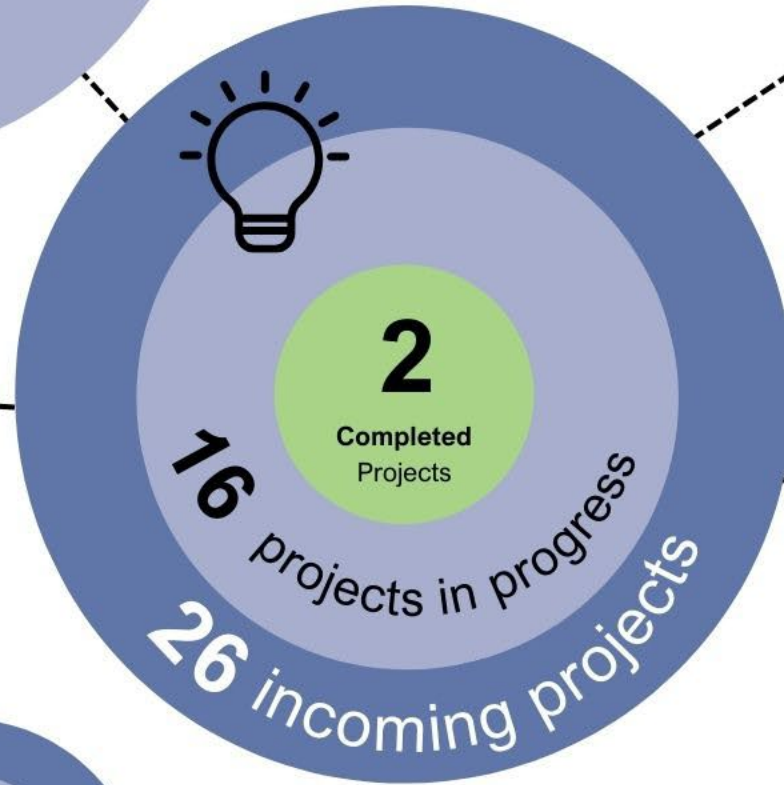 2
Completed
Projects
16 projects in progress
26 incoming projects